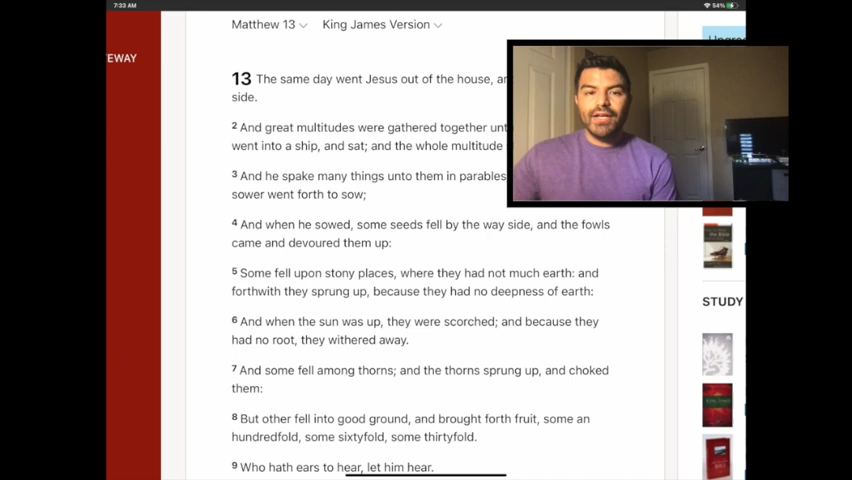 7:33 AM
54%
Matthew 13 King James Version
EWAY
13 The same day went Jesus out of the house,
side.
2 And great multitudes were gathered together
went into a ship, and sat; and the whole multitude
3 And he spake many things unto them in parables
sower went forth to sow;
4 And when he sowed, some seeds fell by the way side, and the fowls
came and devoured them up:
5 Some fell upon stony places, where they had not much earth: and
forthwith they sprung up, because they had no deepness of earth:
6 And when the sun was up, they were scorched; and because they
had no root, they withered away.
7 And some fell among thorns; and the thorns sprung up, and choked
them:
8 But other fell into good ground, and brought forth fruit, some an
hundredfold, some sixtyfold, some thirtyfold.
9 Who hath ears to hear, let him hear.
STUDY